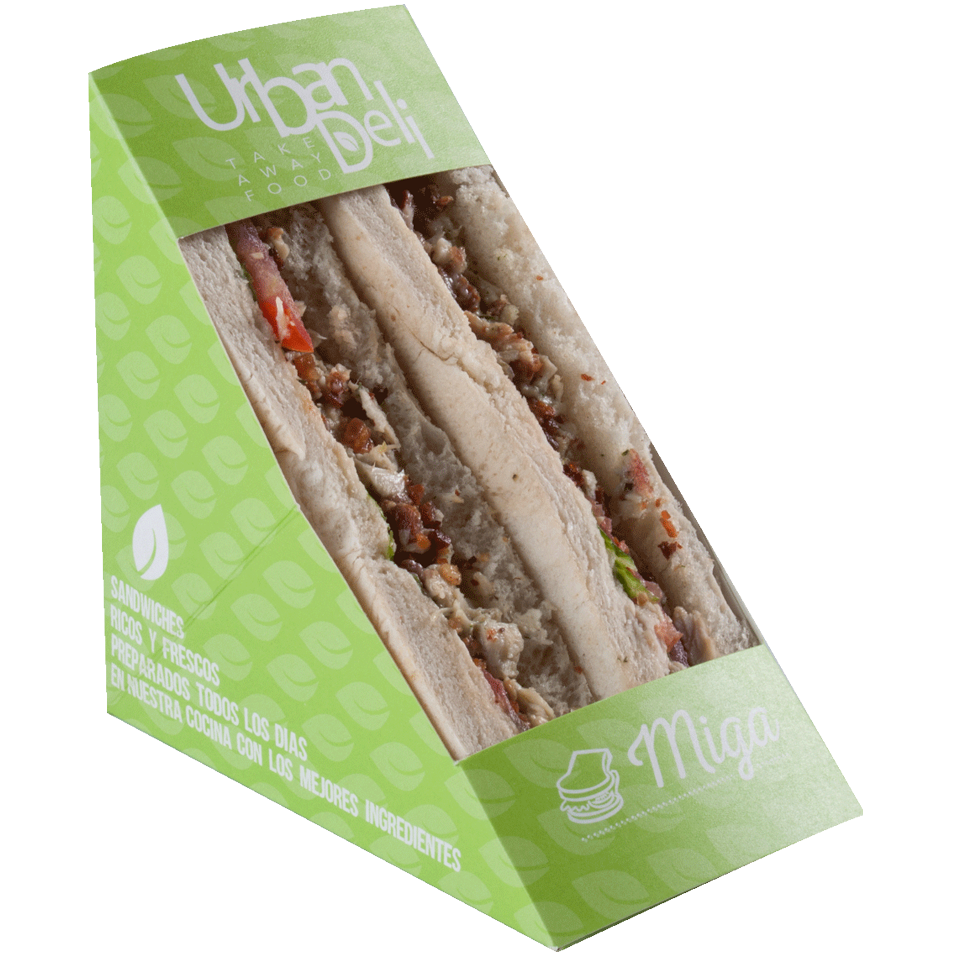 Urban
Deli
TAKE
AWAY
FOOD
SANDWICHES
RICOS Y FRESCOS
PREPARADOS TODOS LOS DIAS
EN NUESTRA COCINA CON LOS MEJORES INGREDIENTES
Miga